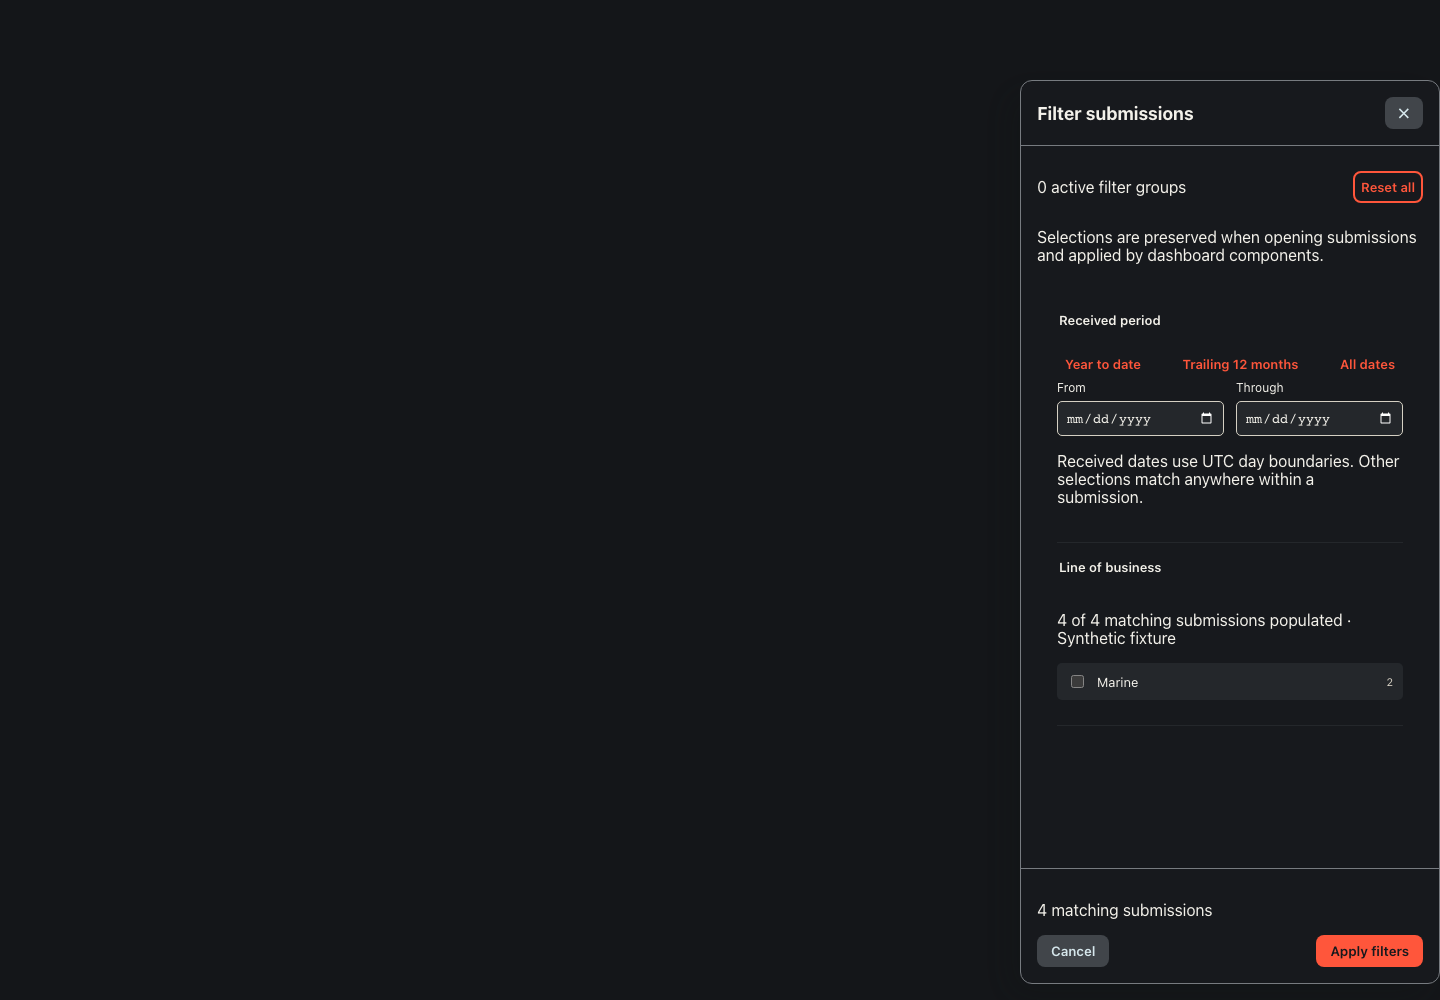 Filter submissions
0 active filter groups
Reset all
Selections are preserved when opening submissions
and applied by dashboard components.
Received period
Year to date
Trailing 12 months
All dates
From
Through
mm/dd/yyyy
mm/dd/yyyy
Received dates use UTC day boundaries. Other
selections match anywhere within a
submission.
Line of business
4 of 4 matching submissions populated ·
Synthetic fixture
Marine
2
4 matching submissions
Cancel
Apply filters